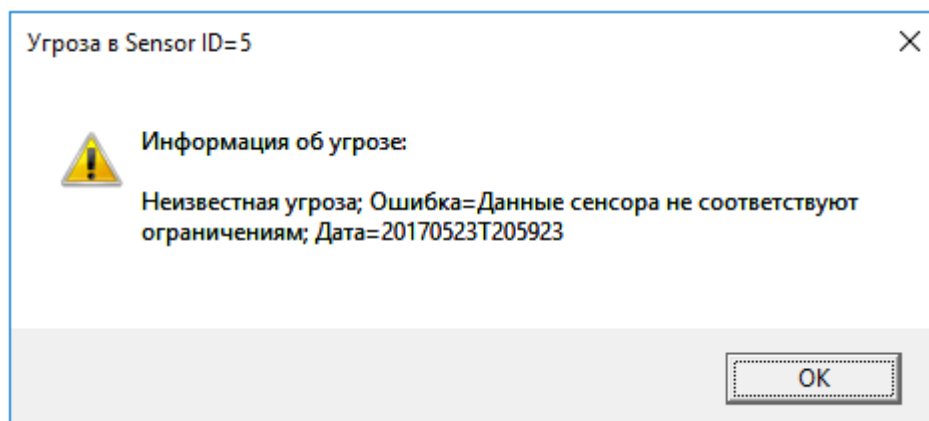 Угроза в Sensor ID=5
Информация об угрозе:
Неизвестная угроза; Ошибка=Данные сенсора не соответствуют
ограничениям; Дата=20170523T205923
OK